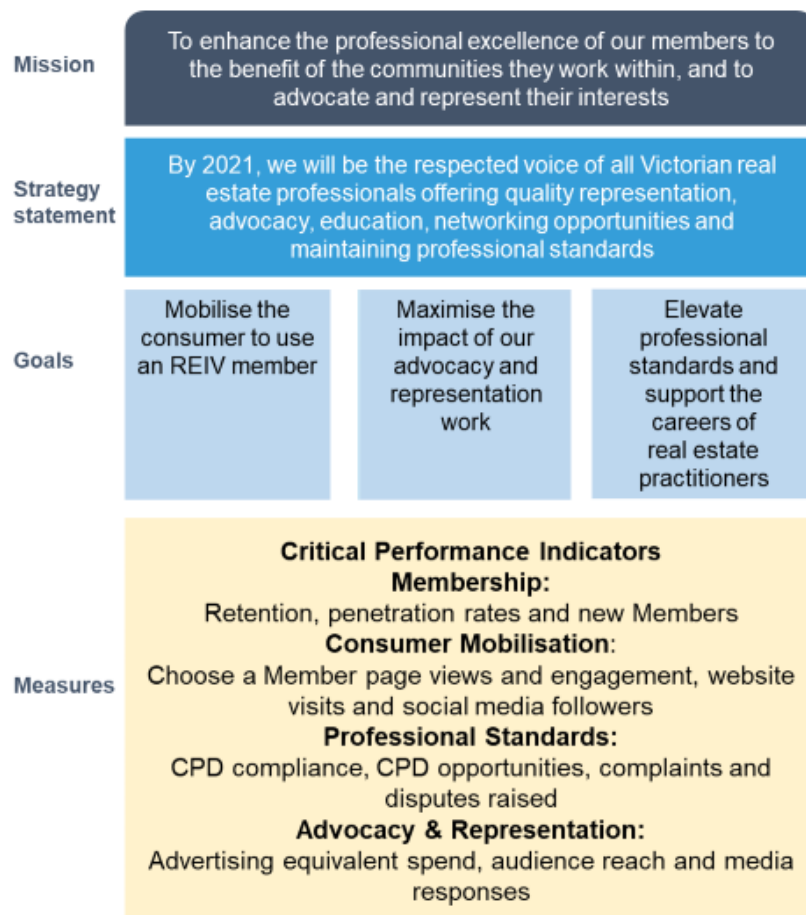 Mission
To enhance the professional excellence of our members to
the benefit of the communities they work within, and to
advocate and represent their interests
Strategy
statement
By 2021, we will be the respected voice of all Victorian real
estate professionals offering quality representation,
advocacy, education, networking opportunities and
maintaining professional standards
Goals
Mobilise the
consumer to use
an REIV member
Maximise the
impact of our
advocacy and
representation
work
Elevate
professional
standards and
support the
careers of
real estate
practitioners
Measures
Critical Performance Indicators
Membership:
Retention, penetration rates and new Members
Consumer Mobilisation:
Choose a Member page views and engagement, website
visits and social media followers
Professional Standards:
CPD compliance, CPD opportunities, complaints and
disputes raised
Advocacy & Representation:
Advertising equivalent spend, audience reach and media
responses